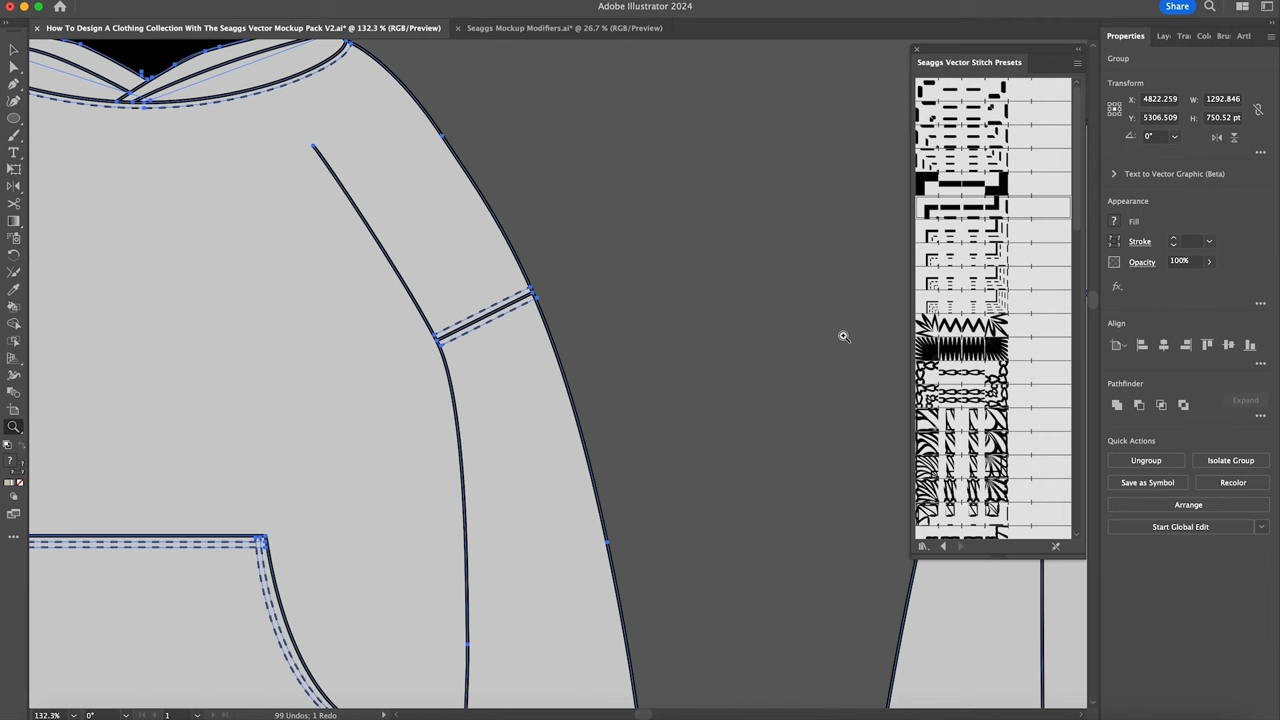 Adobe Illustrator 2024
Share
How To Design A Clothing Collection With The Seaggs Vector Mockup Pack V2.ai* @ 132.3 % (RGB/Preview)
Seaggs Mockup Modifiers.ai* @ 26.7 % (RGB/Preview)
Properties
Lay
Tra
Col
Bru
Artl
Seaggs Vector Stitch Presets
Group
Transform
X: 4822.259
W: 1292.846
Y: 5306.509
H: 750.52 pt
0°
Text to Vector Graphic (Beta)
Appearance
Fill
Stroke
Opacity
100%
fx.
Align
Pathfinder
Expand
Quick Actions
Ungroup
Isolate Group
Save as Symbol
Recolor
Arrange
Start Global Edit
132.3%
0°
1
99 Undos; 1 Redo